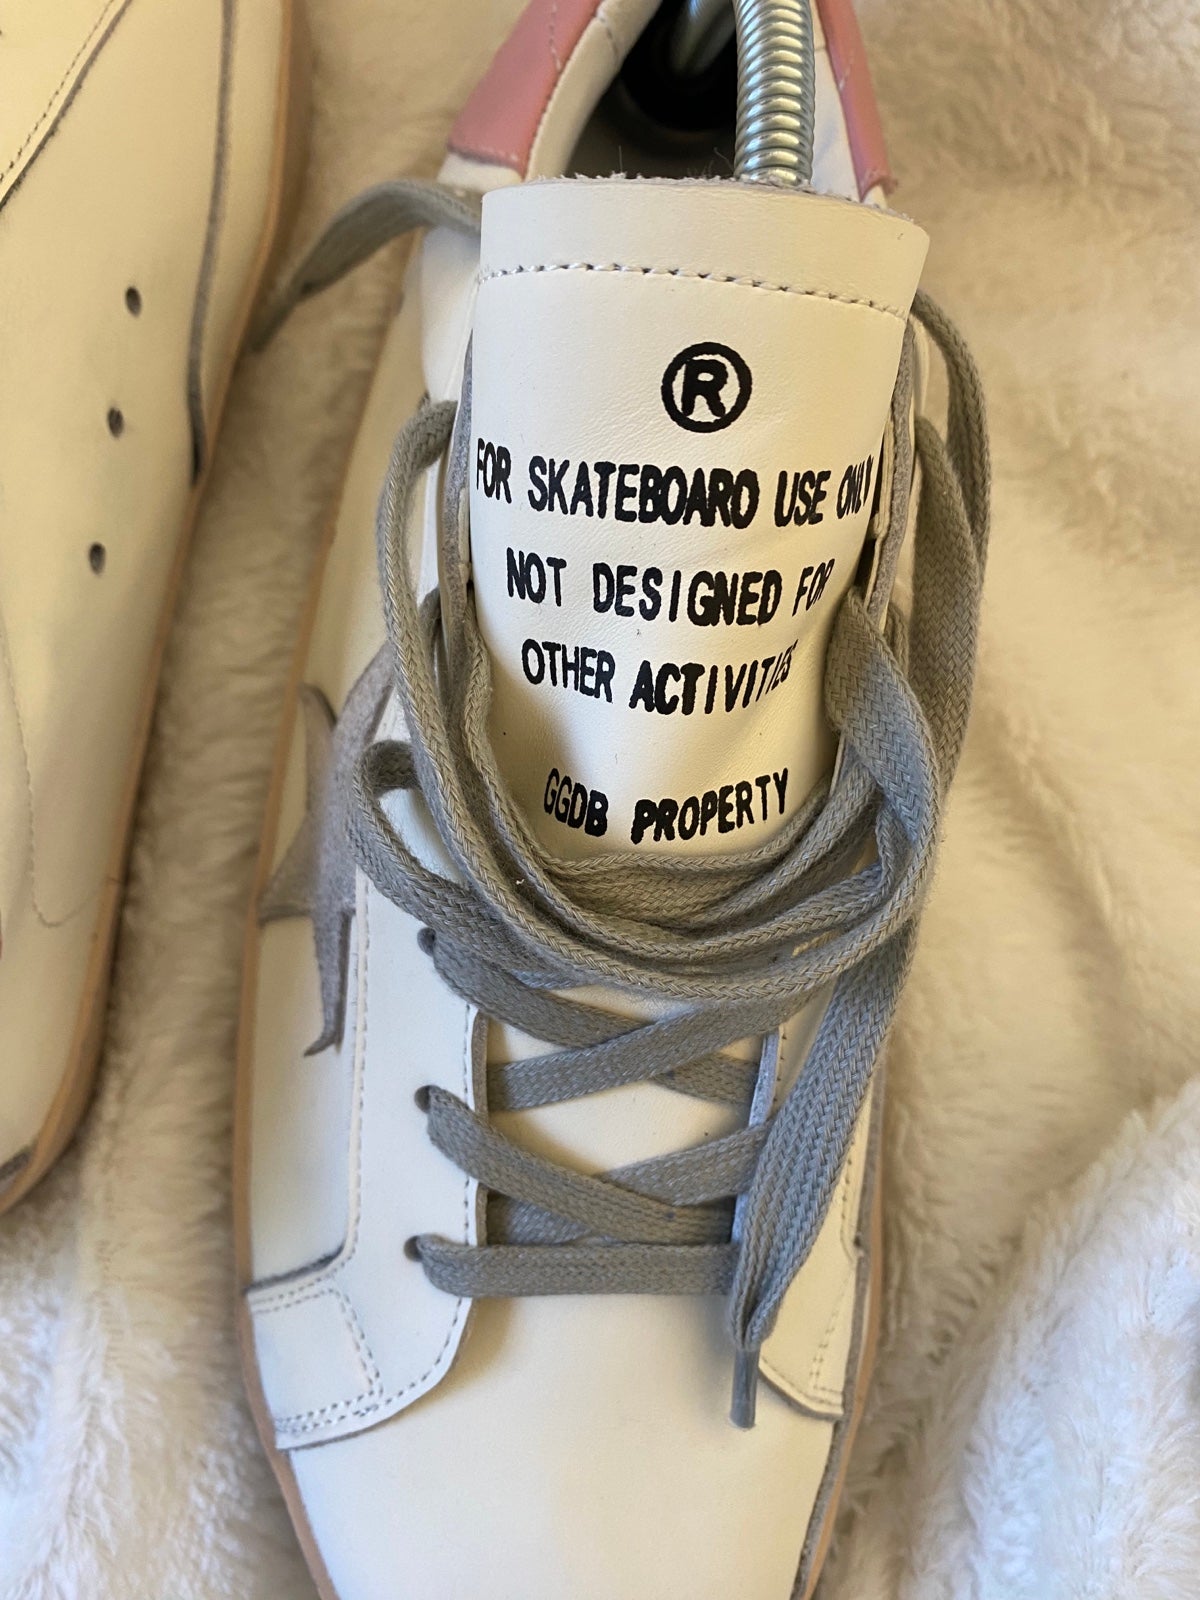 ®
FOR SKATEBOARD USE ONLY
NOT DESIGNED FOR
OTHER ACTIVITIES
GGDB PROPERTY